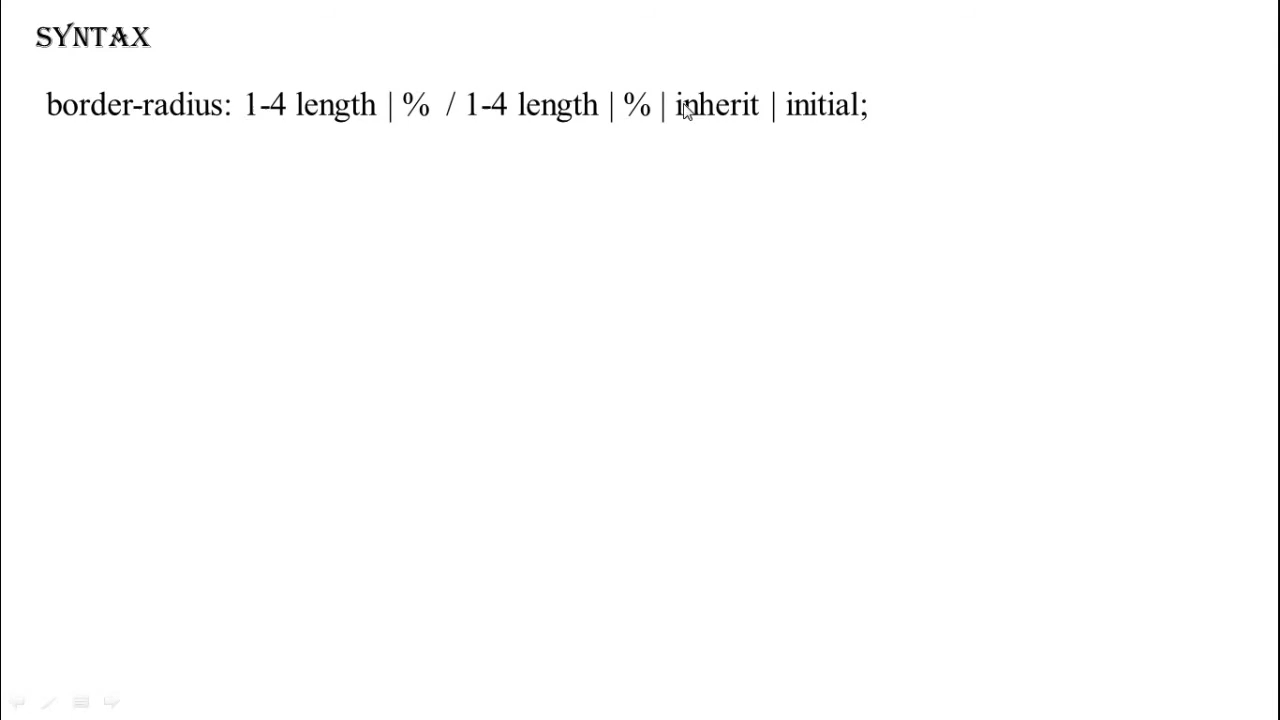 SYNTAX
border-radius: 1-4 length | % / 1-4 length | % | inherit | initial;